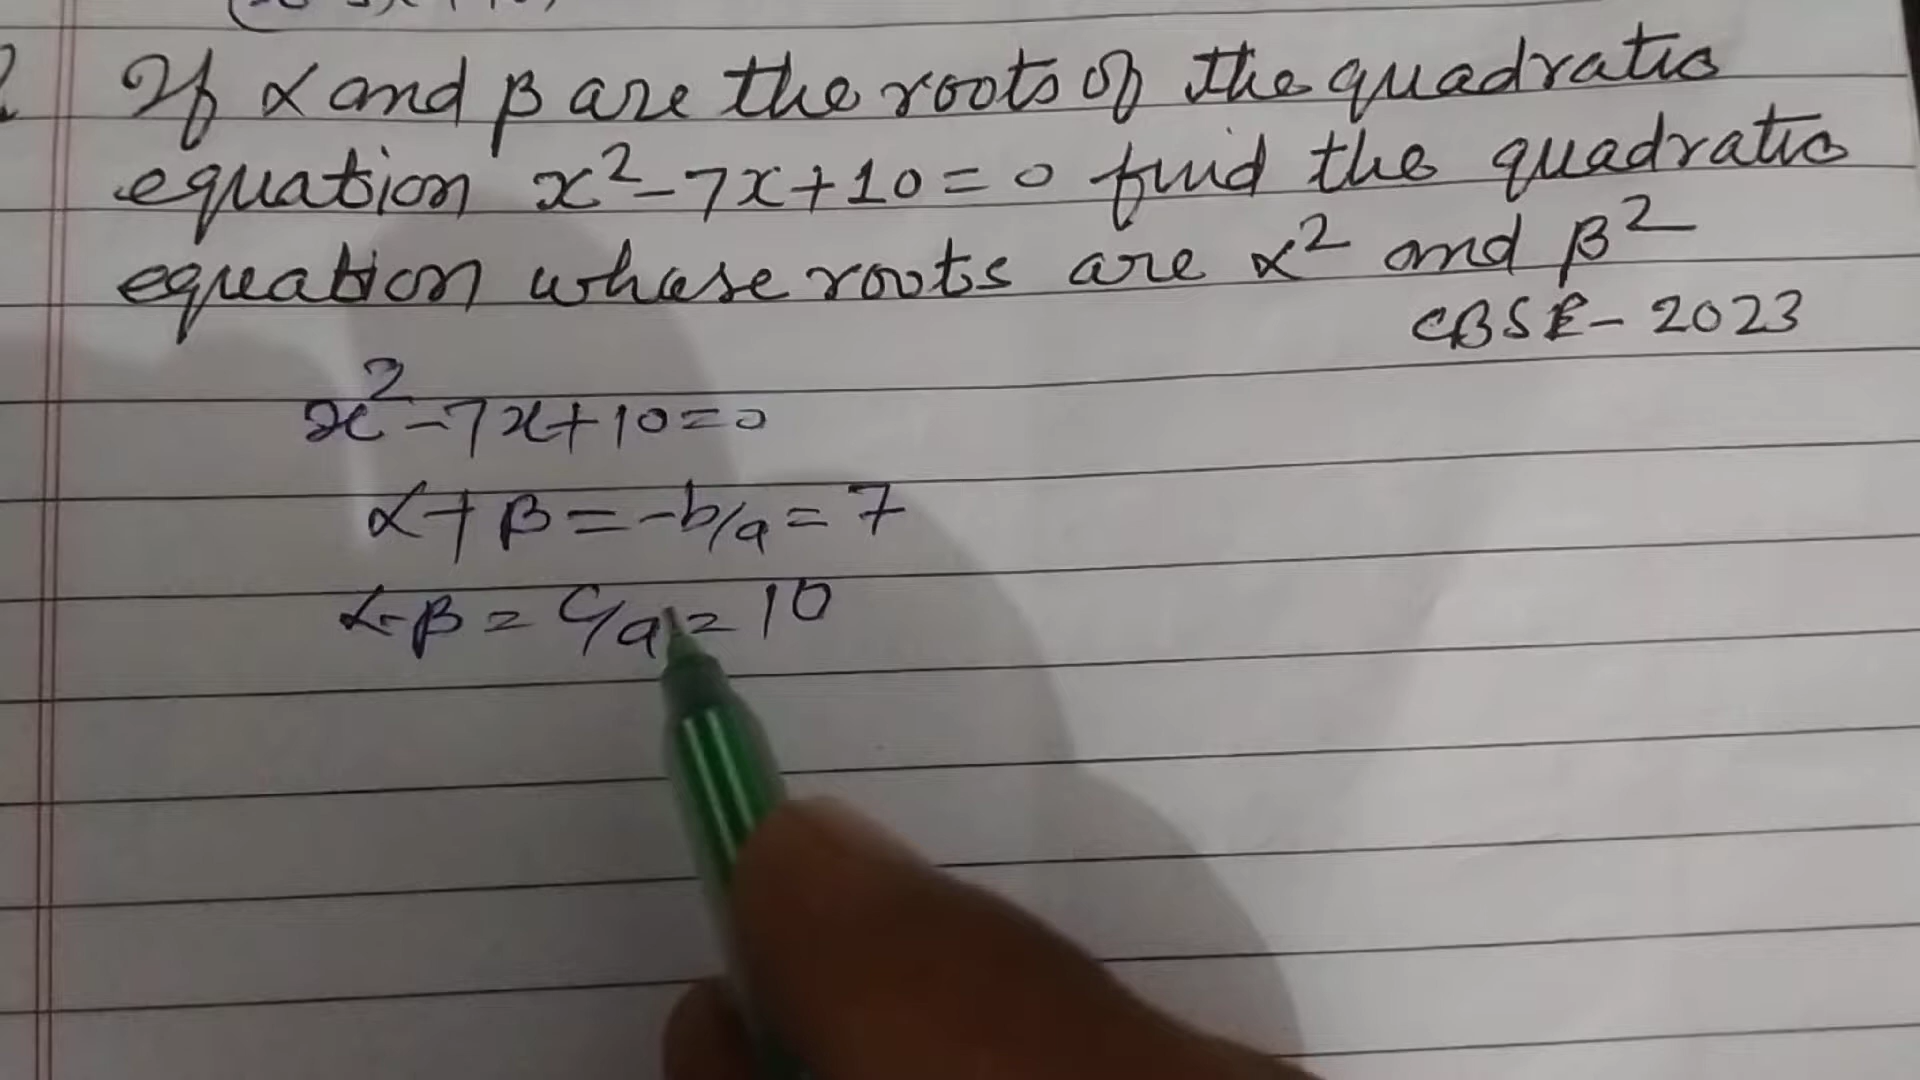 If α and β are the roots of the quadratic
equation x² - 7x + 10 = 0 find the quadratic
equation whose roots are α² and β²
CBSE - 2023
x² - 7x + 10 = 0
α + β = -b/a = 7
α·β = c/a = 10